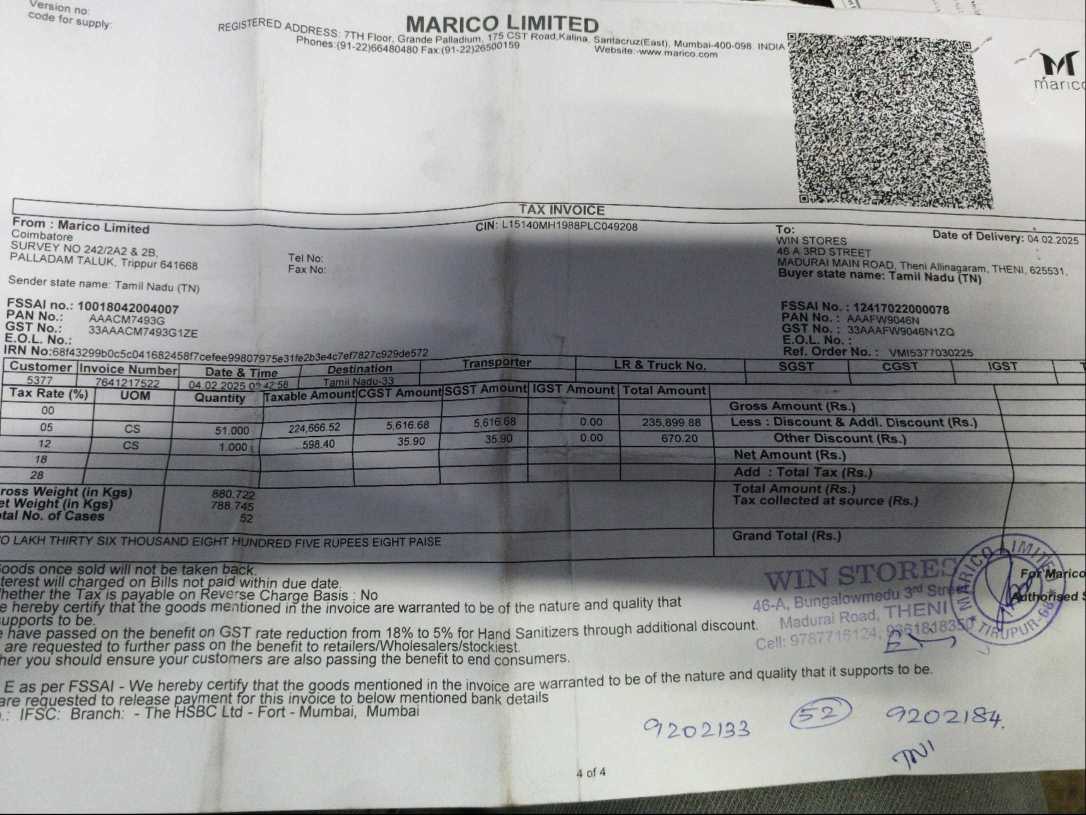 Version no:
code for supply:
MARICO LIMITED
REGISTERED ADDRESS: 7TH Floor, Grande Palladium, 175 CST Road,Kalina, Santacruz(East), Mumbai-400-098. INDIA
Phones:(91-22)66480480 Fax:(91-22)26500159
Website:-www.marico.com
marico
TAX INVOICE
From : Marico Limited
Coimbatore
SURVEY NO 242/2A2 & 2B,
PALLADAM TALUK, Trippur 641668
Sender state name: Tamil Nadu (TN)
Tel No:
Fax No:
CIN: L15140MH1988PLC049208
To:
WIN STORES
46 A 3RD STREET
MADURAI MAIN ROAD, Theni Allinagaram, THENI, 625531,
Buyer state name: Tamil Nadu (TN)
Date of Delivery: 04.02.2025
FSSAI no.: 10018042004007
PAN No.: AAACM7493G
GST No.: 33AAACM7493G1ZE
E.O.L. No.:
IRN No:68f43299b0c5c041682458f7cefee99807975e31fe2b3e4c7ef7827c929de572
FSSAI No. : 12417022000078
PAN No. : AAAFW9046N
GST No. : 33AAAFW9046N1ZQ
E.O.L. No. :
Ref. Order No. : VMI5377030225
Customer Invoice Number Date & Time Destination Transporter LR & Truck No. SGST CGST IGST
5377 7641217522 04.02.2025 Tamil Nadu-33
Tax Rate (%) UOM Quantity Taxable Amount CGST Amount SGST Amount IGST Amount Total Amount
00
05 CS 51.000 224,666.52 5,616.68 5,616.68 0.00 235,899.88
12 CS 1.000 598.40 35.90 35.90 0.00 670.20
18
28
Gross Amount (Rs.)
Less : Discount & Addl. Discount (Rs.)
Other Discount (Rs.)
Net Amount (Rs.)
Add : Total Tax (Rs.)
Total Amount (Rs.)
Tax collected at source (Rs.)
Grand Total (Rs.)
ross Weight (in Kgs) 880.722
et Weight (in Kgs) 788.745
otal No. of Cases 52
O LAKH THIRTY SIX THOUSAND EIGHT HUNDRED FIVE RUPEES EIGHT PAISE
Goods once sold will not be taken back.
terest will charged on Bills not paid within due date.
hether the Tax is payable on Reverse Charge Basis : No
e hereby certify that the goods mentioned in the invoice are warranted to be of the nature and quality that
supports to be.
e have passed on the benefit on GST rate reduction from 18% to 5% for Hand Sanitizers through additional discount.
are requested to further pass on the benefit to retailers/Wholesalers/stockiest.
her you should ensure your customers are also passing the benefit to end consumers.
E as per FSSAI - We hereby certify that the goods mentioned in the invoice are warranted to be of the nature and quality that it supports to be.
are requested to release payment for this invoice to below mentioned bank details
.: IFSC: Branch: - The HSBC Ltd - Fort - Mumbai, Mumbai
WIN STORES
46-A, Bungalowmedu 3rd Street
Madurai Road, THENI
Cell: 9787716124, 9361818350
MARICO LIMITED
TIRUPUR-
For Marico
Authorised S
9202133
52
9202184.
TNI
4 of 4